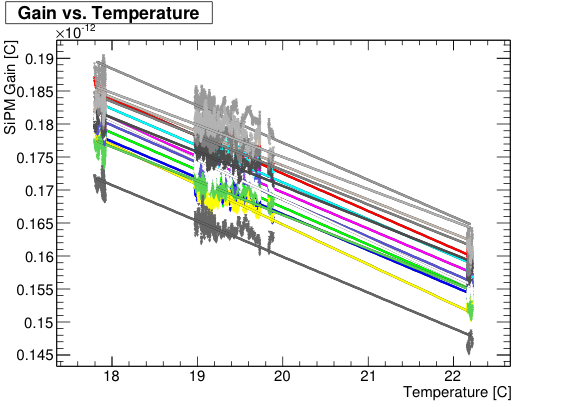 Gain vs. Temperature
×10⁻¹²
SiPM Gain [C]
0.19
0.185
0.18
0.175
0.17
0.165
0.16
0.155
0.15
0.145
18 19 20 21 22
Temperature [C]